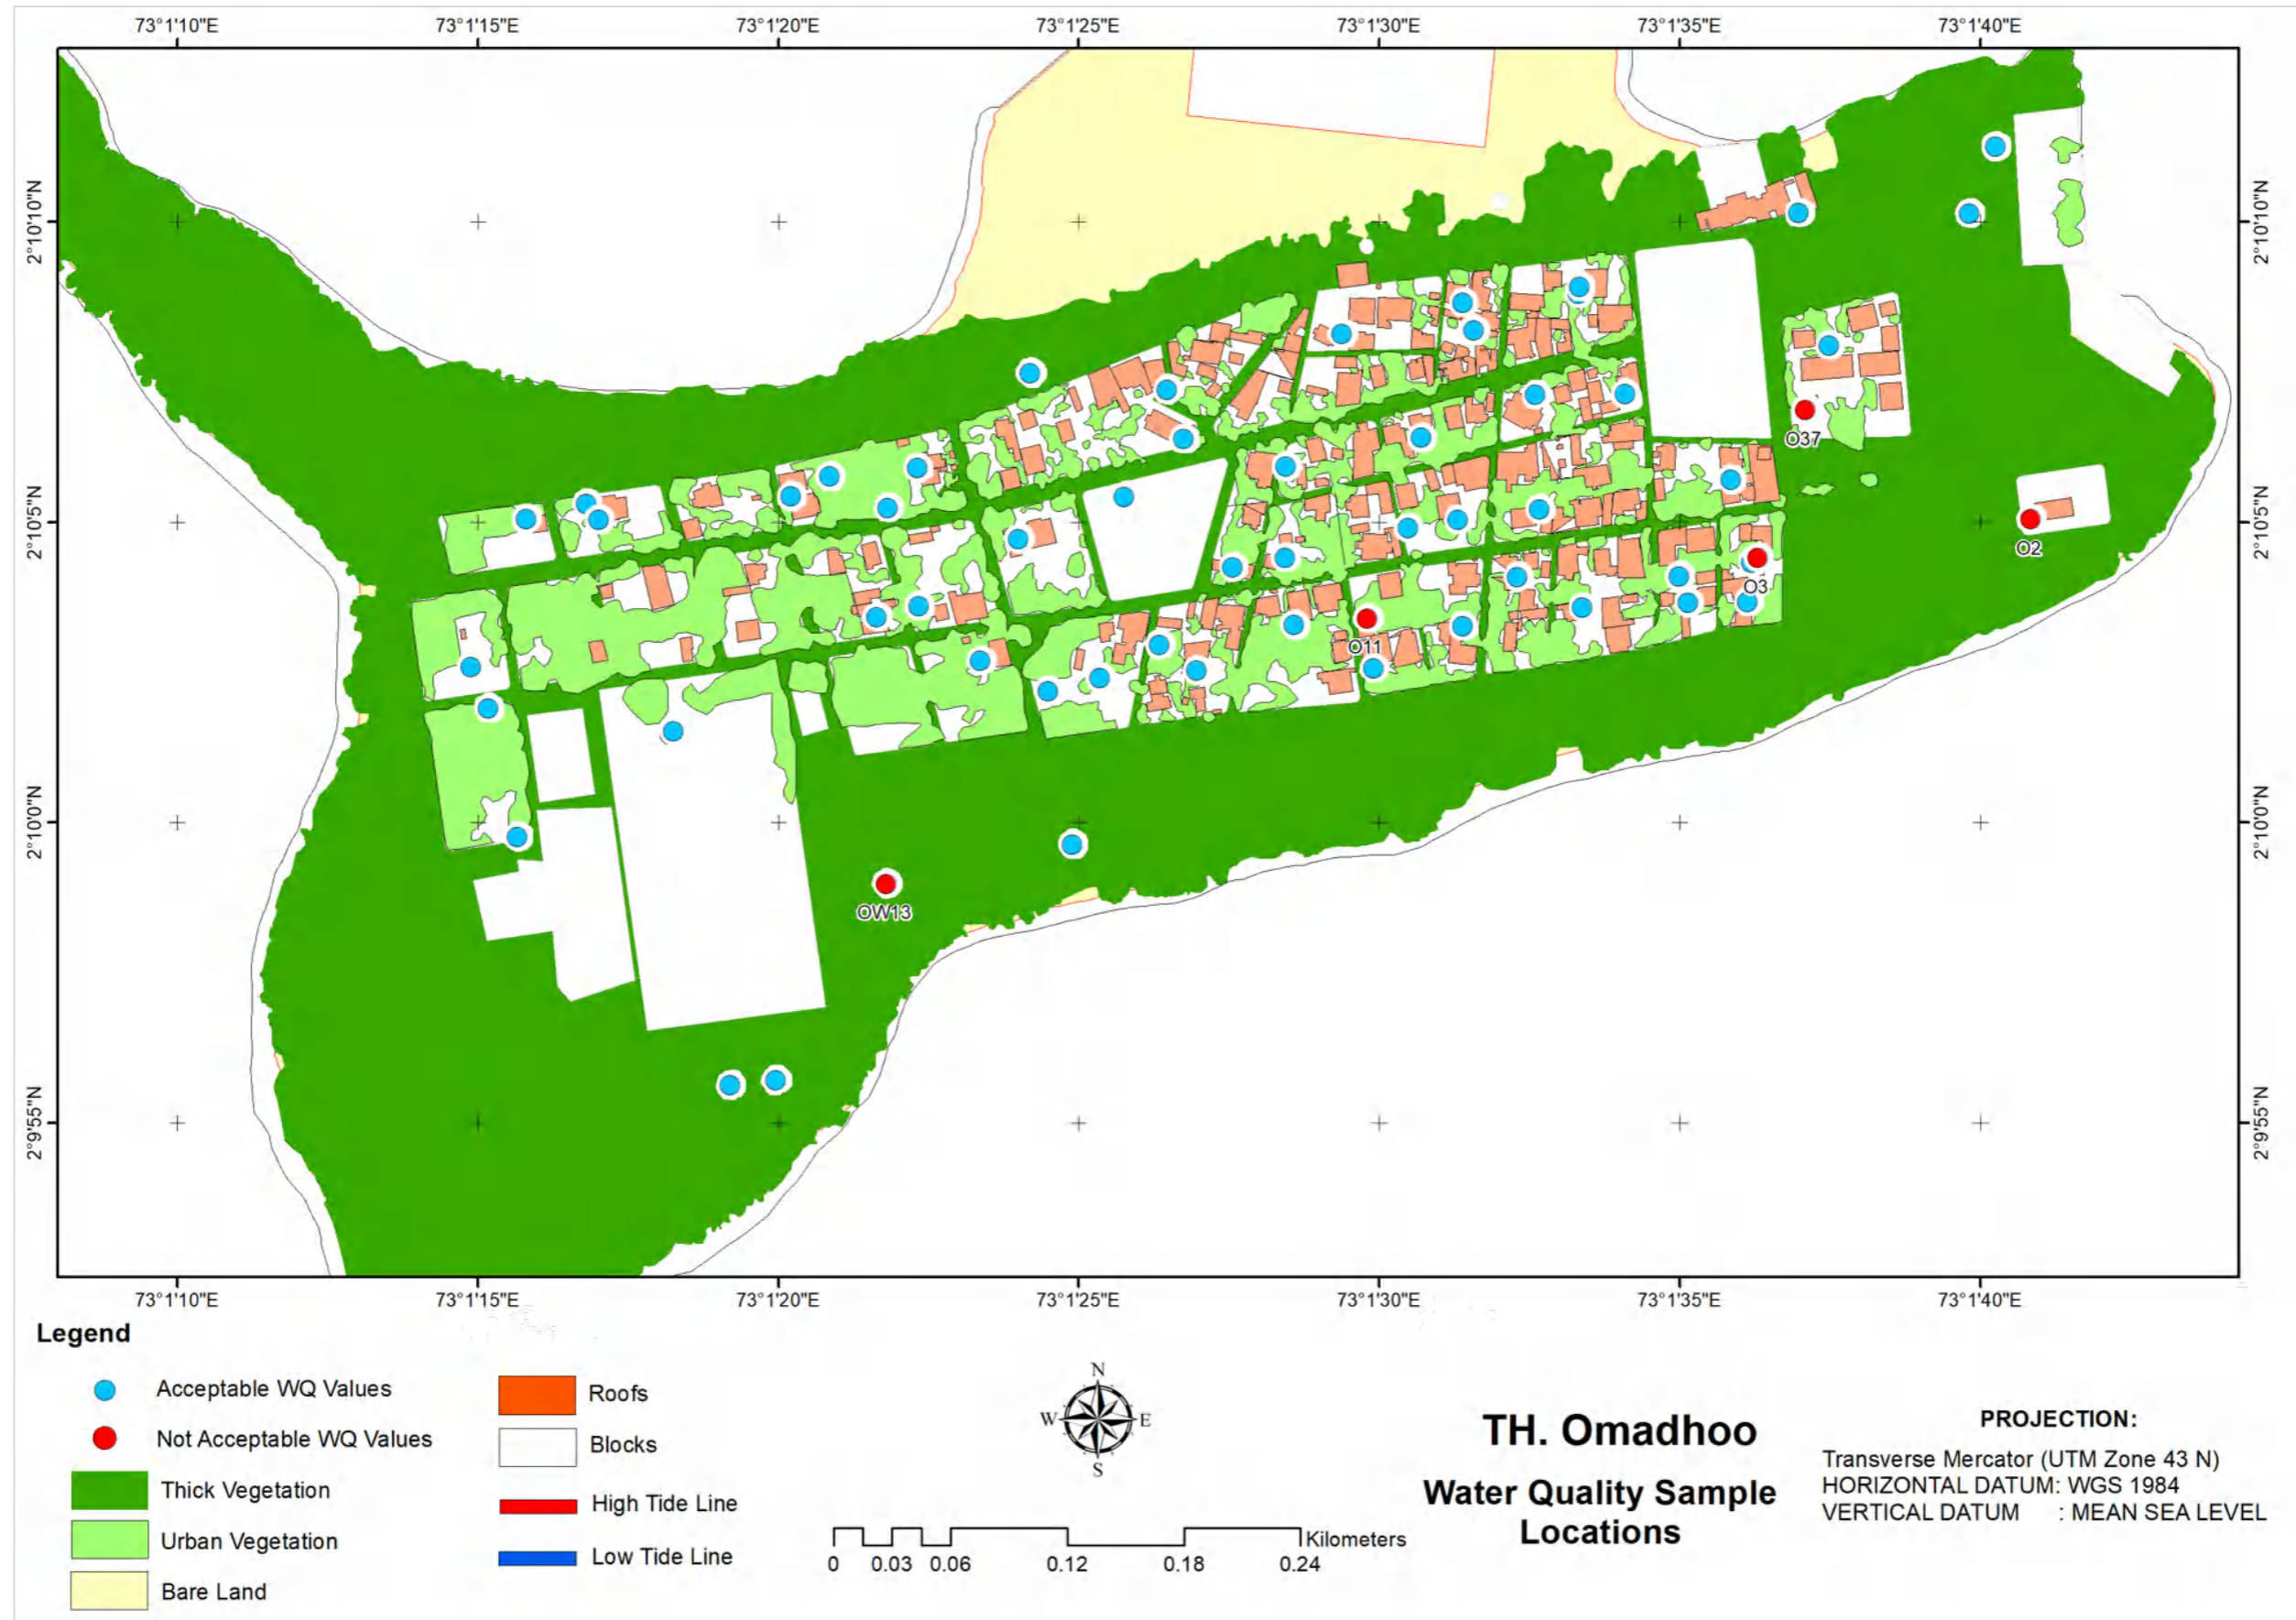 73°1'10"E 73°1'15"E 73°1'20"E 73°1'25"E 73°1'30"E 73°1'35"E 73°1'40"E
2°10'10"N 2°10'10"N
O37
2°10'5"N 2°10'5"N
O2
O3
O11
2°10'0"N 2°10'0"N
OW13
2°9'55"N 2°9'55"N
73°1'10"E 73°1'15"E 73°1'20"E 73°1'25"E 73°1'30"E 73°1'35"E 73°1'40"E
Legend
Acceptable WQ Values
Not Acceptable WQ Values
Thick Vegetation
Urban Vegetation
Bare Land
Roofs
Blocks
High Tide Line
Low Tide Line
N
W E
S
Kilometers
0 0.03 0.06 0.12 0.18 0.24
TH. Omadhoo
Water Quality Sample
Locations
PROJECTION:
Transverse Mercator (UTM Zone 43 N)
HORIZONTAL DATUM: WGS 1984
VERTICAL DATUM : MEAN SEA LEVEL